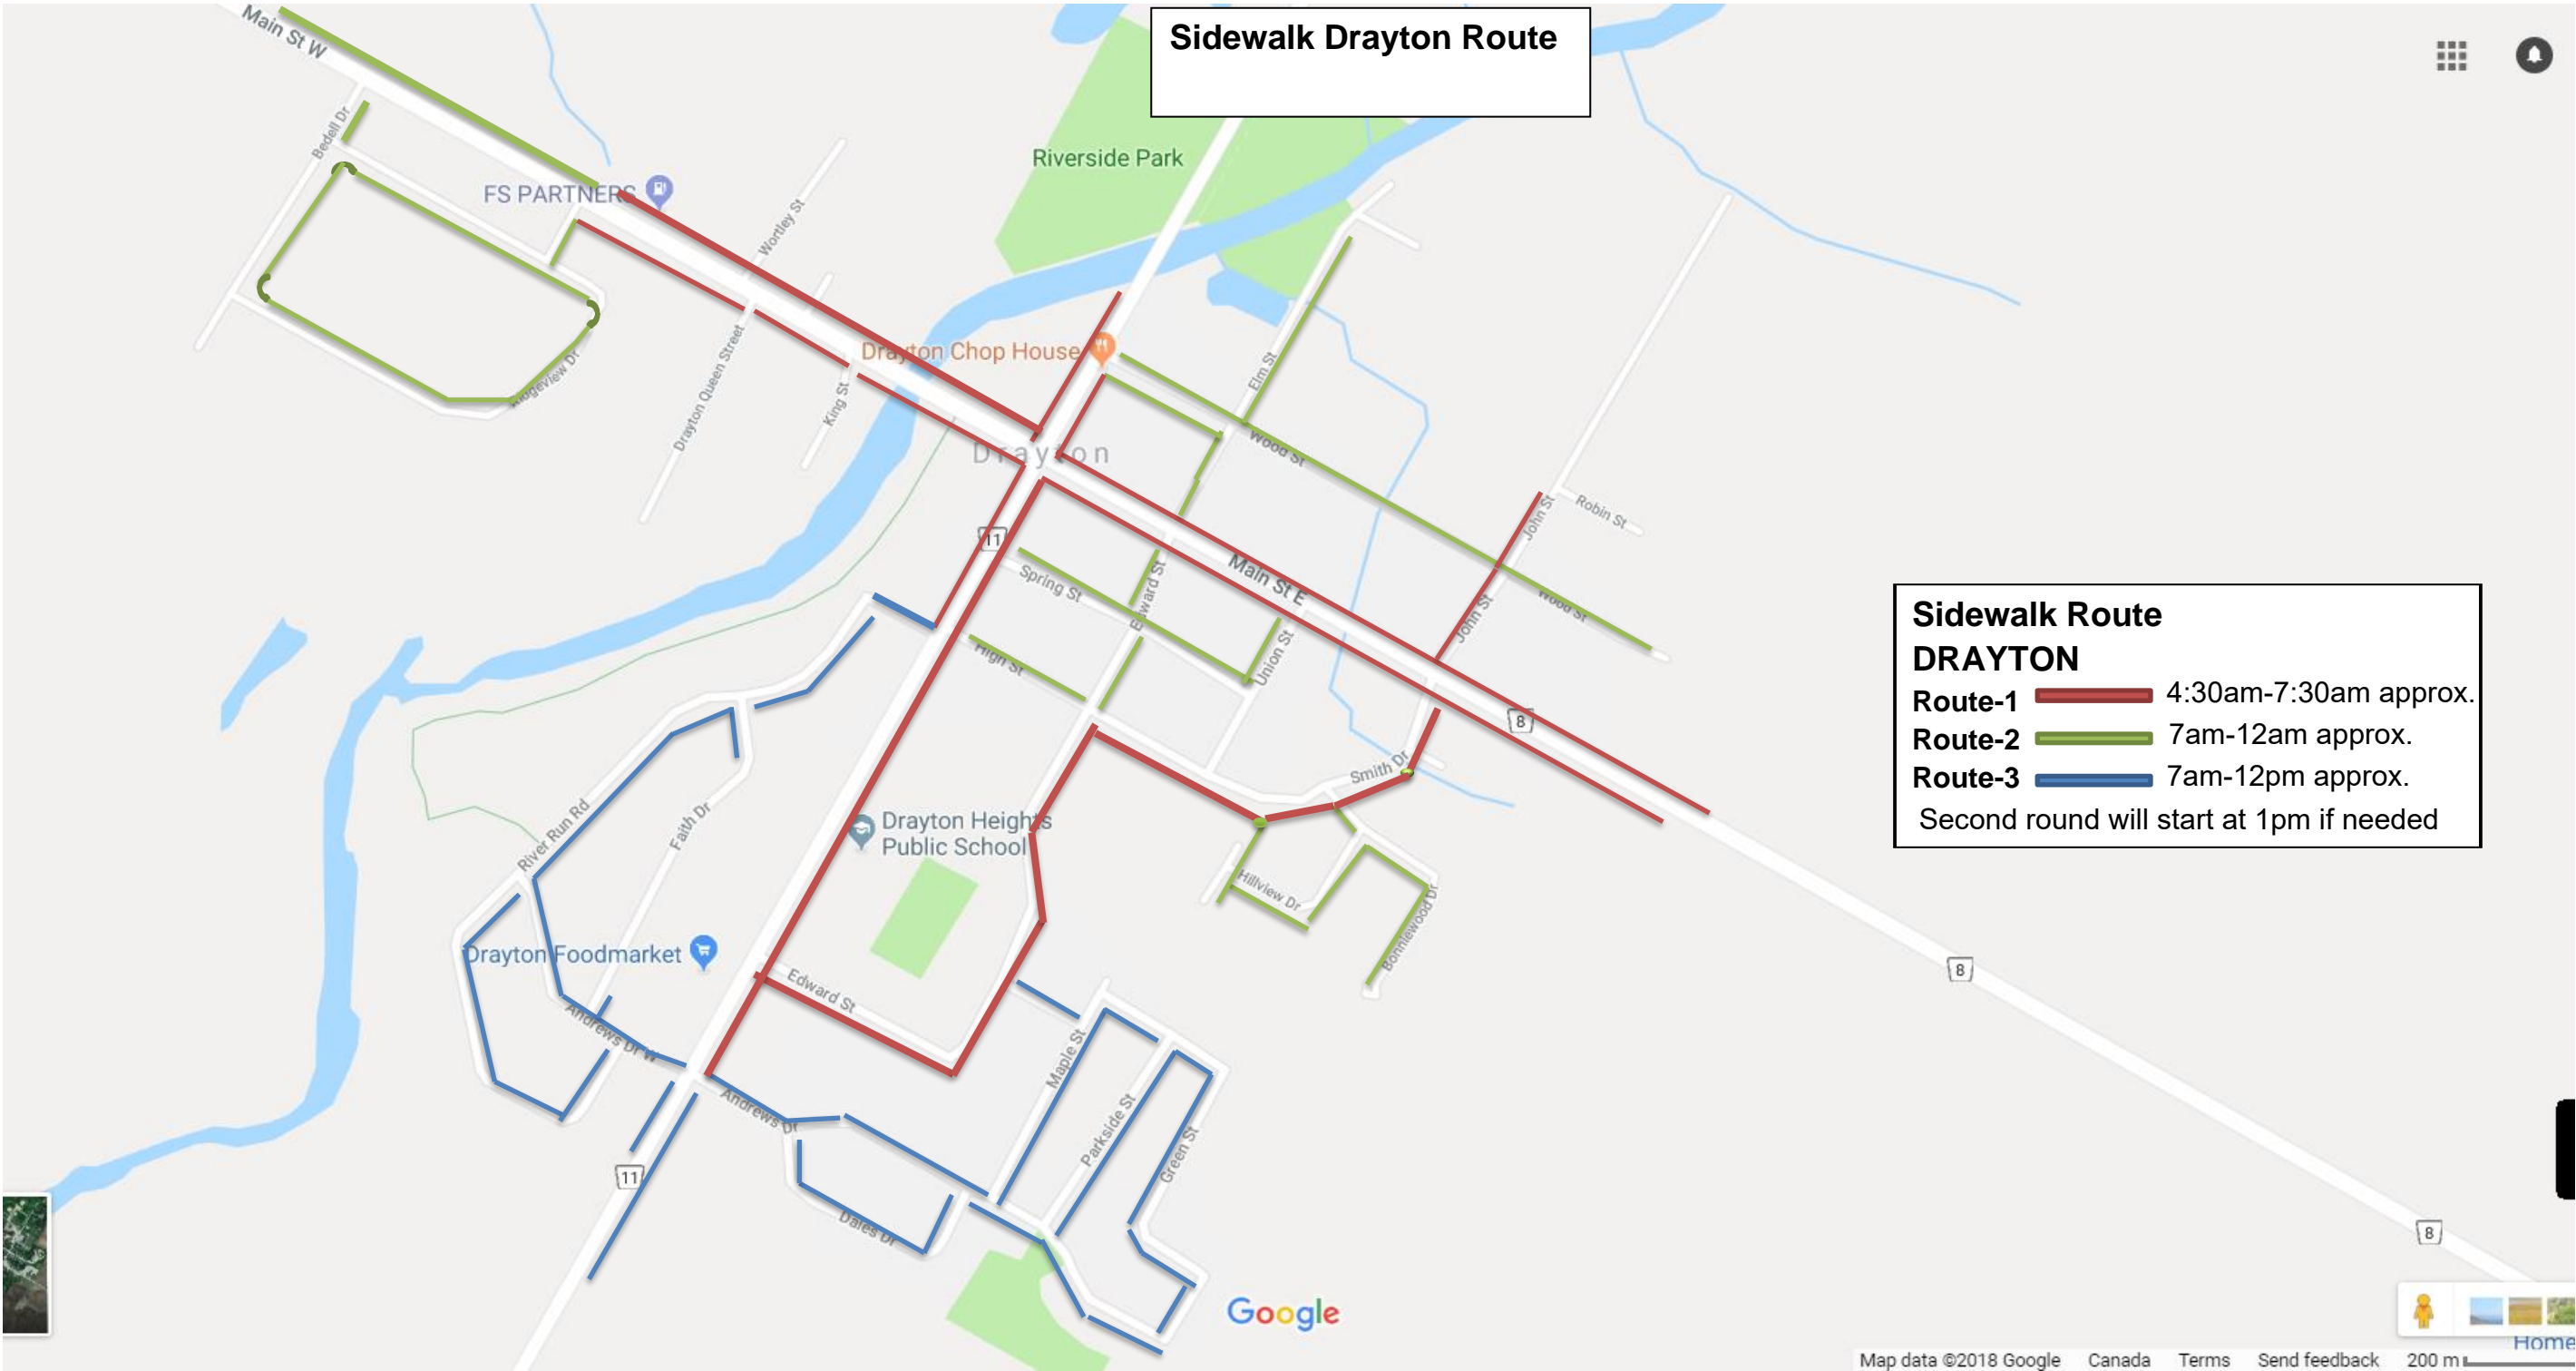 Main St W
Sidewalk Drayton Route
Bedell Dr
Riverside Park
FS PARTNERS
Wortley St
Drayton Chop House
Elm St
Drayton Queen Street
King St
Ridgeview Dr
Drayton
Wood St
John St
Robin St
11
Spring St
Edward St
Main St E
John St
Wood St
High St
Union St
8
Smith Dr
Sidewalk Route
DRAYTON
Route-1 4:30am-7:30am approx.
Route-2 7am-12am approx.
Route-3 7am-12pm approx.
Second round will start at 1pm if needed
River Run Rd
Faith Dr
Drayton Heights
Public School
Hillview Dr
Bonniewood Dr
Drayton Foodmarket
Edward St
8
Andrews Dr W
Maple St
Andrews Dr
Parkside St
Green St
11
Dales Dr
8
Google
Home
Map data ©2018 Google Canada Terms Send feedback 200 m